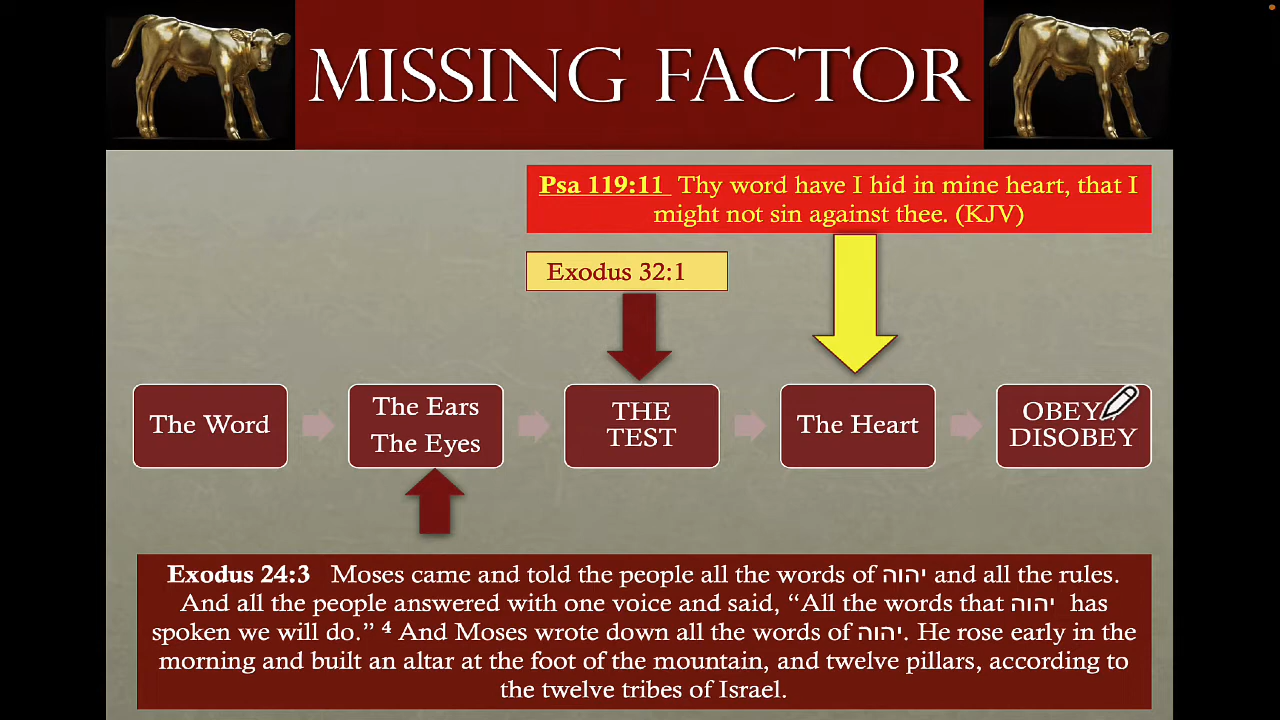 MISSING FACTOR
Psa 119:11 Thy word have I hid in mine heart, that I
might not sin against thee. (KJV)
Exodus 32:1
The Word
The Ears
The Eyes
THE
TEST
The Heart
OBEY/
DISOBEY
Exodus 24:3 Moses came and told the people all the words of יהוה and all the rules.
And all the people answered with one voice and said, “All the words that יהוה has
spoken we will do.” 4 And Moses wrote down all the words of יהוה. He rose early in the
morning and built an altar at the foot of the mountain, and twelve pillars, according to
the twelve tribes of Israel.